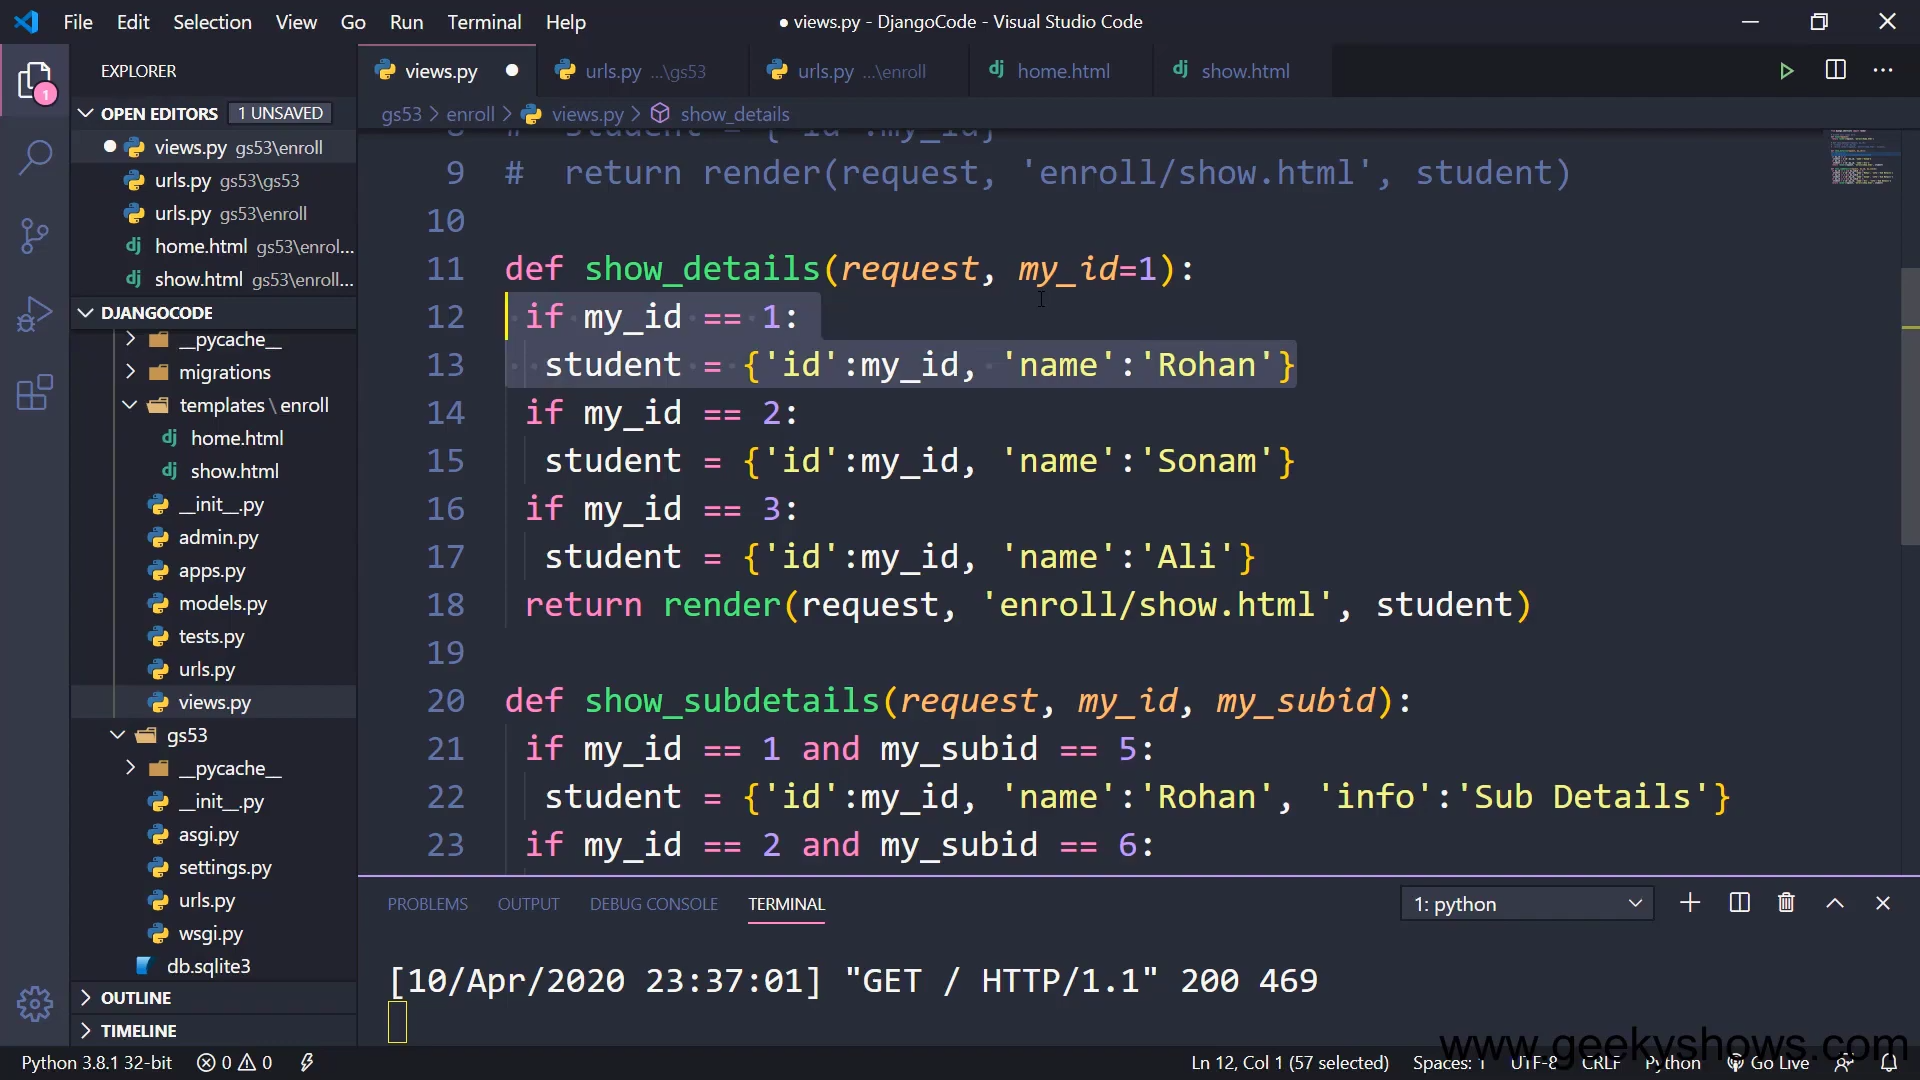 File Edit Selection View Go Run Terminal Help
● views.py - DjangoCode - Visual Studio Code
EXPLORER
views.py
urls.py ...\gs53
urls.py ...\enroll
home.html
show.html
OPEN EDITORS 1 UNSAVED
gs53 > enroll > views.py > show_details
views.py gs53\enroll
urls.py gs53\gs53
urls.py gs53\enroll
home.html gs53\enrol...
show.html gs53\enroll...
DJANGOCODE
__pycache__
migrations
templates \ enroll
home.html
show.html
__init__.py
admin.py
apps.py
models.py
tests.py
urls.py
views.py
gs53
__pycache__
__init__.py
asgi.py
settings.py
urls.py
wsgi.py
db.sqlite3
OUTLINE
TIMELINE
8 # student = {'id':my_id}
9 # return render(request, 'enroll/show.html', student)
10
11 def show_details(request, my_id=1):
12 if my_id == 1:
13 student = {'id':my_id, 'name':'Rohan'}
14 if my_id == 2:
15 student = {'id':my_id, 'name':'Sonam'}
16 if my_id == 3:
17 student = {'id':my_id, 'name':'Ali'}
18 return render(request, 'enroll/show.html', student)
19
20 def show_subdetails(request, my_id, my_subid):
21 if my_id == 1 and my_subid == 5:
22 student = {'id':my_id, 'name':'Rohan', 'info':'Sub Details'}
23 if my_id == 2 and my_subid == 6:
PROBLEMS OUTPUT DEBUG CONSOLE TERMINAL
1: python
[10/Apr/2020 23:37:01] "GET / HTTP/1.1" 200 469
www.geekyshows.com
Python 3.8.1 32-bit 0 0
Ln 12, Col 1 (57 selected) Spaces: 1 UTF-8 CRLF Python Go Live